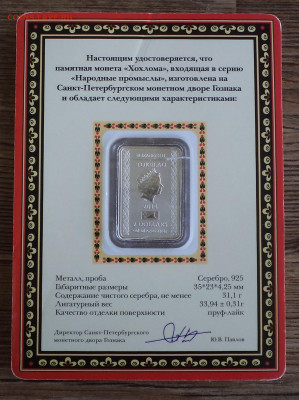 Настоящим удостоверяется, что
памятная монета «Хохлома», входящая в серию
«Народные промыслы», изготовлена на
Санкт-Петербургском монетном дворе Гознака
и обладает следующими характеристиками:
TOKELAU
Металл, проба Серебро, 925
Габаритные размеры 35*23*4,25 мм
Содержание чистого серебра, не менее 31,1 г
Лигатурный вес 33,94 ± 0,31г
Качество отделки поверхности пруф-лайк
Директор Санкт-Петербургского
монетного двора Гознака Ю.В. Павлов